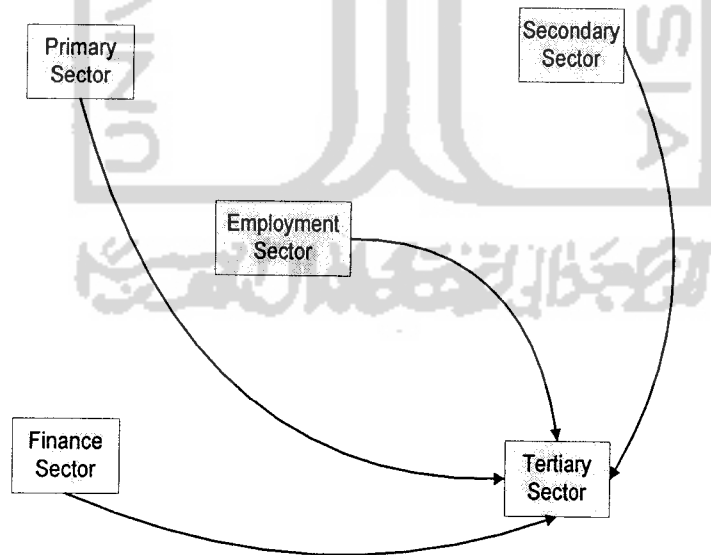 Primary
Sector
Secondary
Sector
Employment
Sector
Finance
Sector
Tertiary
Sector